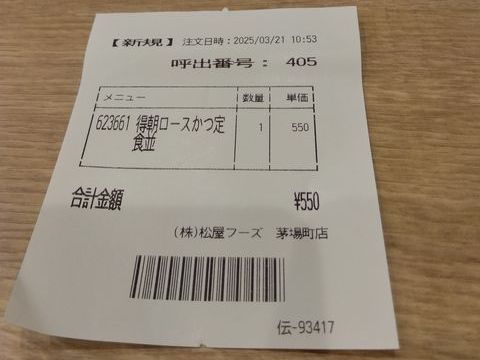 【新規】 注文日時：2025/03/21 10:53
呼出番号： 405
メニュー 数量 単価
623661 得朝ロースかつ定 1 550
食並
合計金額 ¥550
(株)松屋フーズ 茅場町店
伝-93417